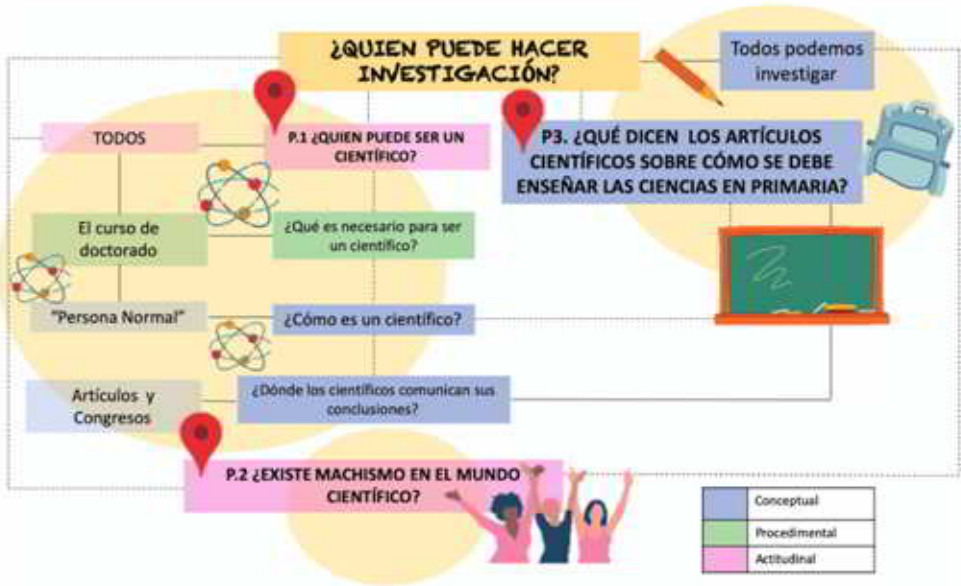 ¿QUIEN PUEDE HACER
INVESTIGACIÓN?
Todos podemos
investigar
TODOS
P.1 ¿QUIEN PUEDE SER UN
CIENTÍFICO?
P3. ¿QUÉ DICEN LOS ARTÍCULOS
CIENTÍFICOS SOBRE CÓMO SE DEBE
ENSEÑAR LAS CIENCIAS EN PRIMARIA?
El curso de
doctorado
¿Qué es necesario para ser
un científico?
"Persona Normal"
¿Cómo es un científico?
Artículos y
Congresos
¿Dónde los científicos comunican sus
conclusiones?
P.2 ¿EXISTE MACHISMO EN EL MUNDO
CIENTÍFICO?
Conceptual
Procedimental
Actitudinal